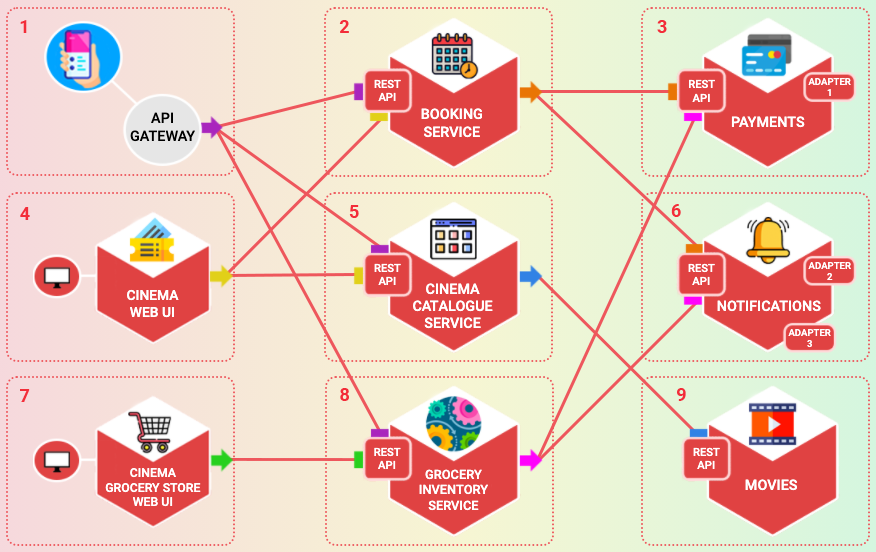 1
API
GATEWAY
2
REST
API
BOOKING
SERVICE
3
REST
API
ADAPTER
1
PAYMENTS
4
CINEMA
WEB UI
5
REST
API
CINEMA
CATALOGUE
SERVICE
6
REST
API
ADAPTER
2
NOTIFICATIONS
ADAPTER
3
7
CINEMA
GROCERY STORE
WEB UI
8
REST
API
GROCERY
INVENTORY
SERVICE
9
REST
API
MOVIES